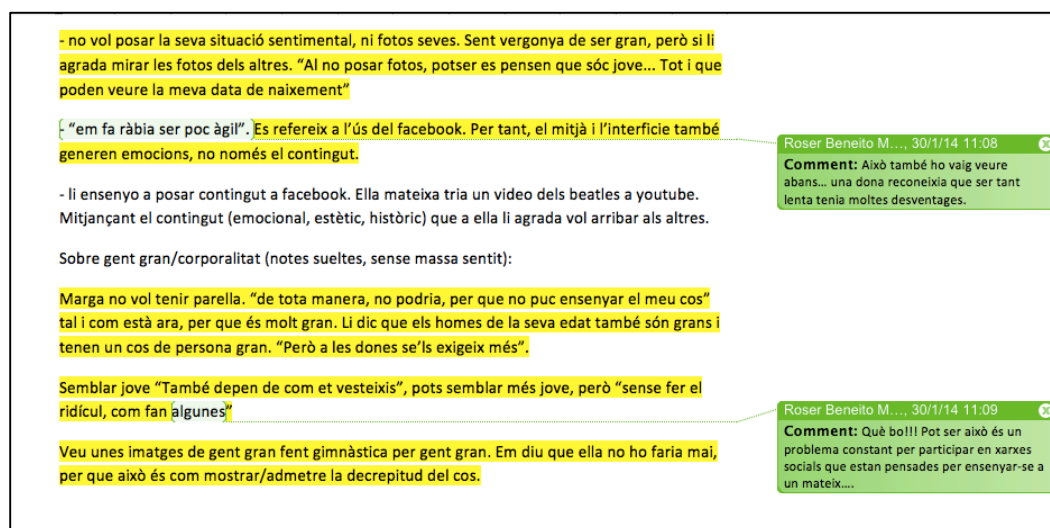 - no vol posar la seva situació sentimental, ni fotos seves. Sent vergonya de ser gran, però si li
agrada mirar les fotos dels altres. “Al no posar fotos, potser es pensen que sóc jove... Tot i que
poden veure la meva data de naixement”
- “em fa ràbia ser poc àgil”. Es refereix a l’ús del facebook. Per tant, el mitjà i l’interficie també
generen emocions, no només el contingut.
Roser Beneito M..., 30/1/14 11:08
Comment: Això també ho vaig veure
abans... una dona reconeixia que ser tant
lenta tenia moltes desventages.
- li ensenyo a posar contingut a facebook. Ella mateixa tria un video dels beatles a youtube.
Mitjançant el contingut (emocional, estètic, històric) que a ella li agrada vol arribar als altres.
Sobre gent gran/corporalitat (notes sueltes, sense massa sentit):
Marga no vol tenir parella. “de tota manera, no podria, per que no puc ensenyar el meu cos”
tal i com està ara, per que és molt gran. Li dic que els homes de la seva edat també són grans i
tenen un cos de persona gran. “Però a les dones se’ls exigeix més”.
Semblar jove “També depen de com et vesteixis”, pots semblar més jove, però “sense fer el
ridícul, com fan algunes”
Roser Beneito M..., 30/1/14 11:09
Comment: Què bo!!! Pot ser això és un
problema constant per participar en xarxes
socials que estan pensades per ensenyar-se a
un mateix....
Veu unes imatges de gent gran fent gimnàstica per gent gran. Em diu que ella no ho faria mai,
per que això és com mostrar/admetre la decrepitud del cos.